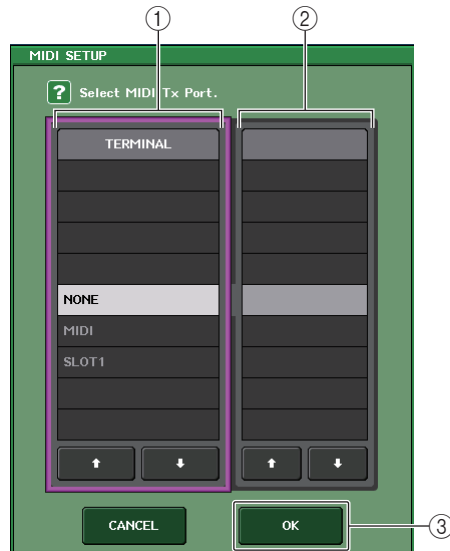 ① ②
MIDI SETUP
? Select MIDI Tx Port.
TERMINAL
NONE
MIDI
SLOT1
CANCEL OK ③